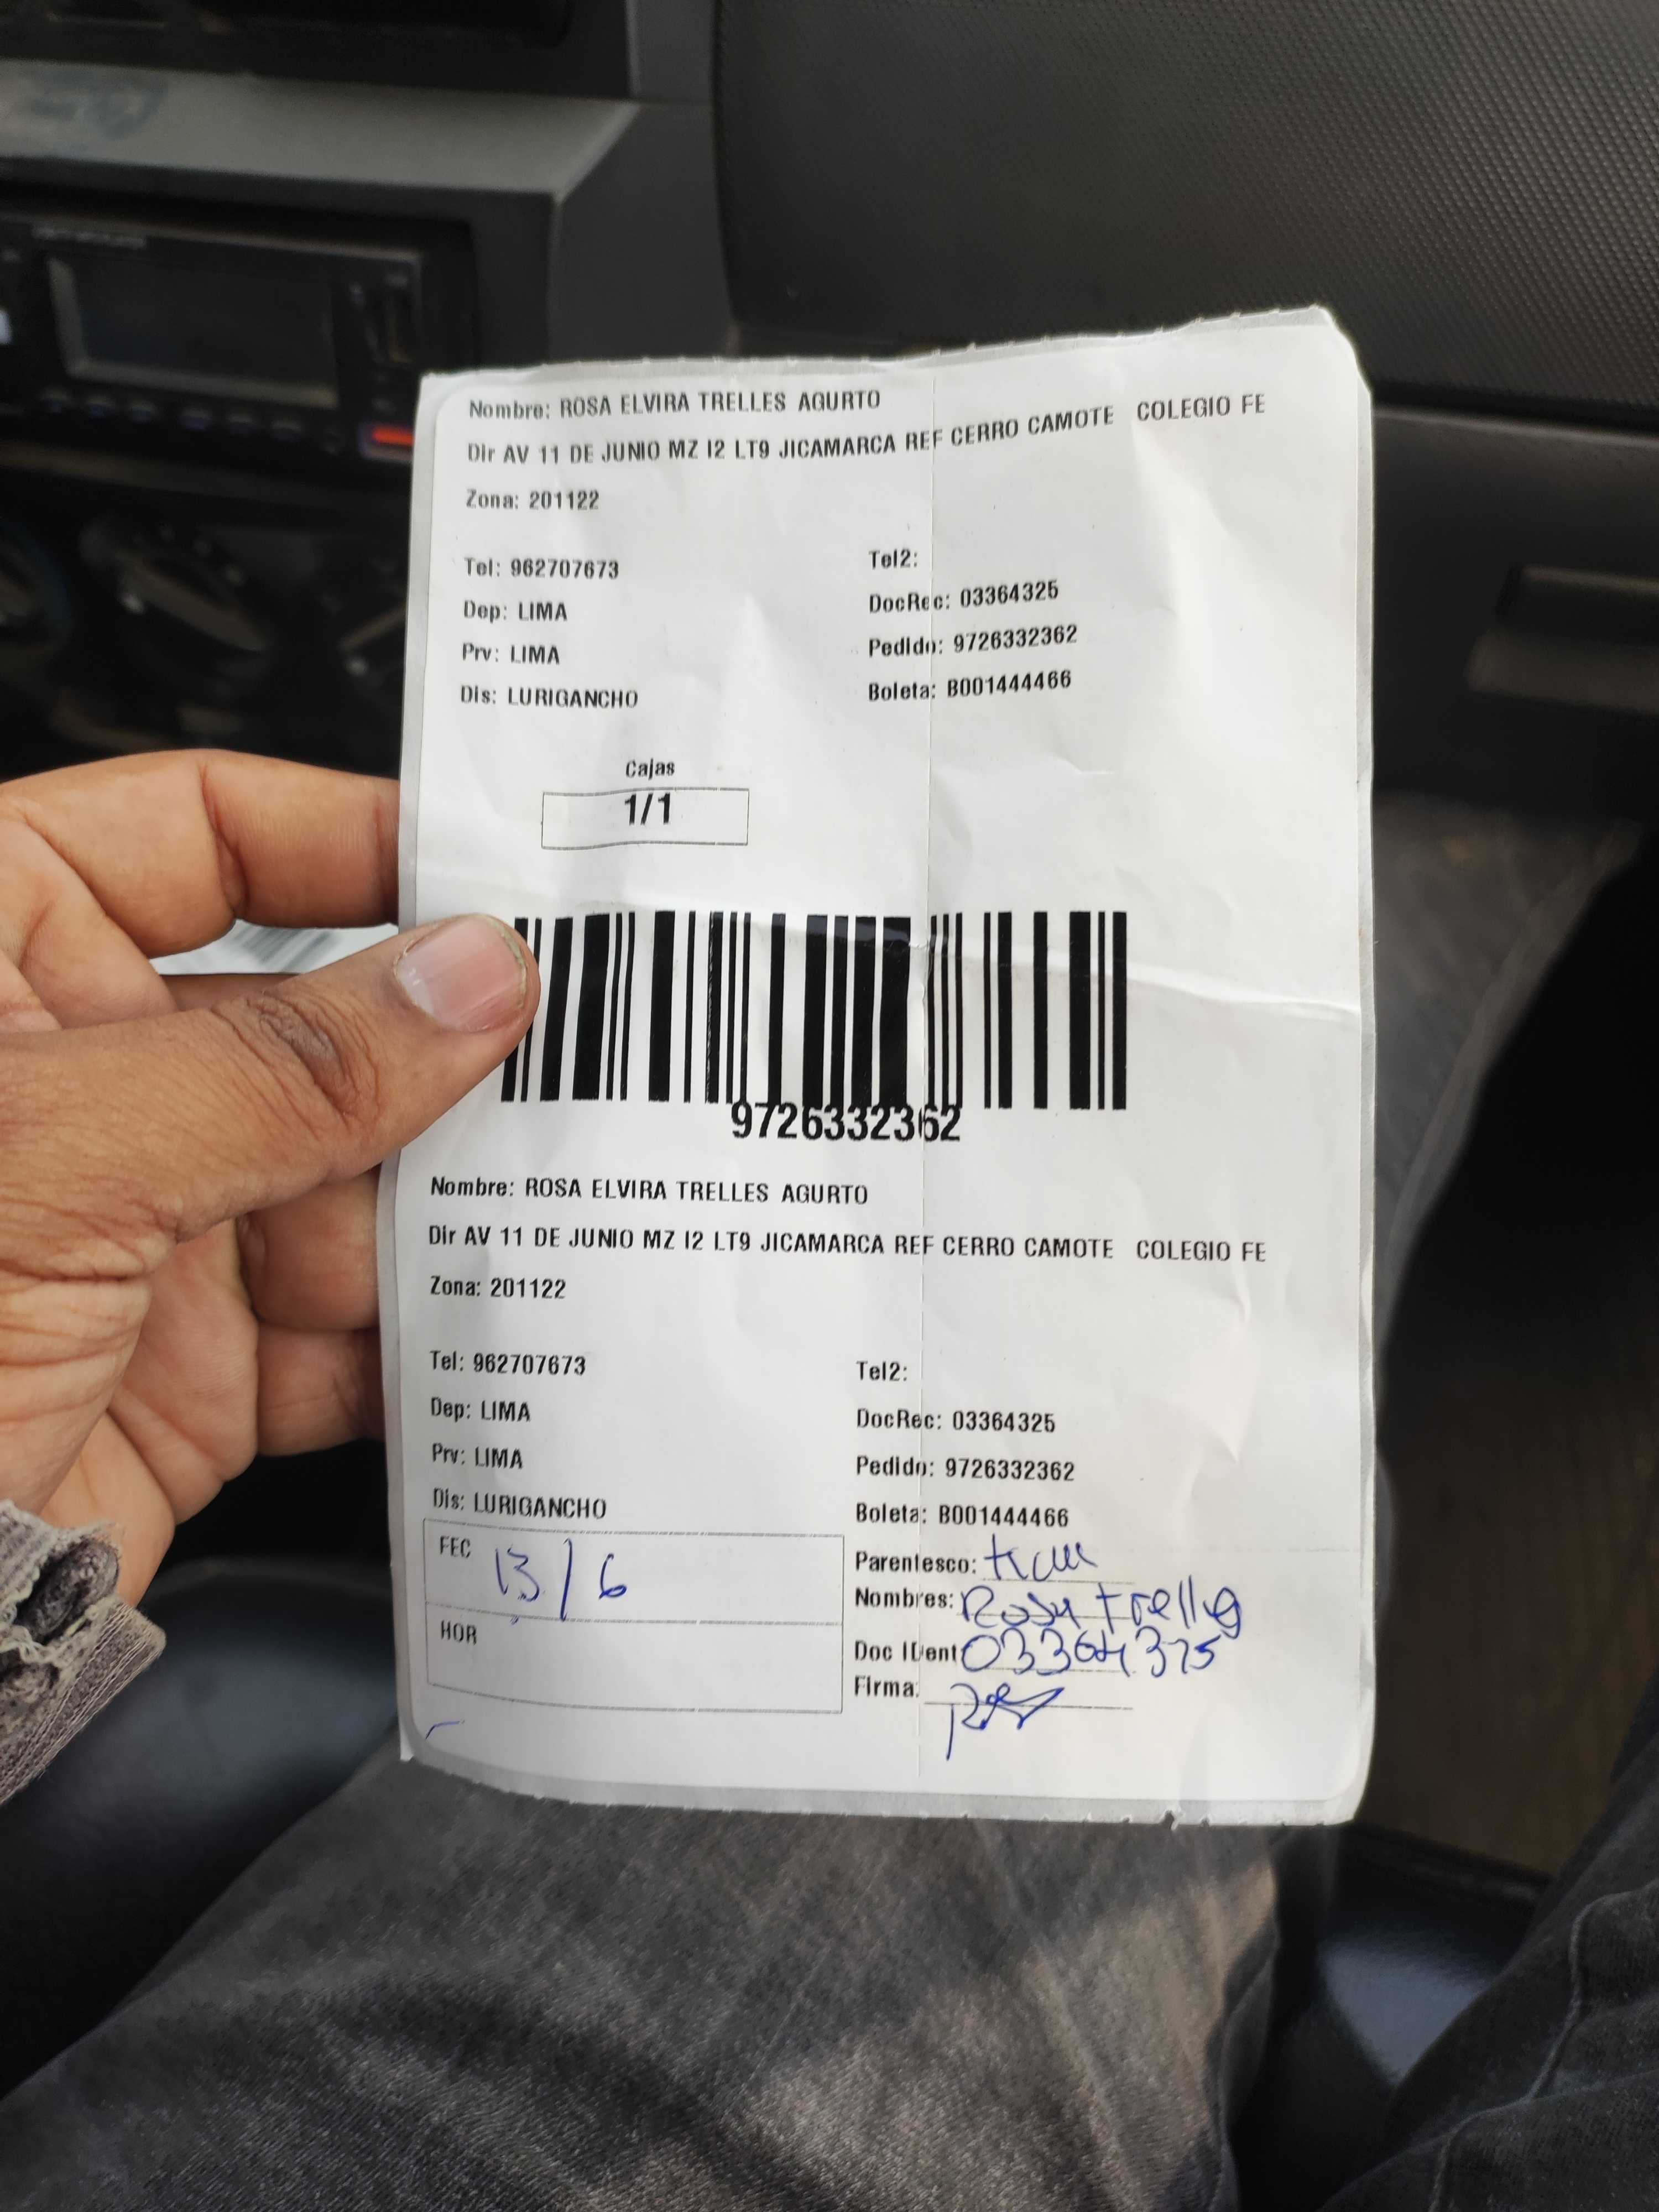 Nombre: ROSA ELVIRA TRELLES AGURTO
Dir AV 11 DE JUNIO MZ I2 LT9 JICAMARCA REF CERRO CAMOTE COLEGIO FE
Zona: 201122
Tel: 962707673 Tel2:
Dep: LIMA DocRec: 03364325
Prv: LIMA Pedido: 9726332362
Dis: LURIGANCHO Boleta: B001444466
Cajas
1/1
9726332362
Nombre: ROSA ELVIRA TRELLES AGURTO
Dir AV 11 DE JUNIO MZ I2 LT9 JICAMARCA REF CERRO CAMOTE COLEGIO FE
Zona: 201122
Tel: 962707673 Tel2:
Dep: LIMA DocRec: 03364325
Prv: LIMA Pedido: 9726332362
Dis: LURIGANCHO Boleta: B001444466
FEC 13/6 Parentesco:
Nombres: Rosa Trelles
HOR Doc IDent
Firma: